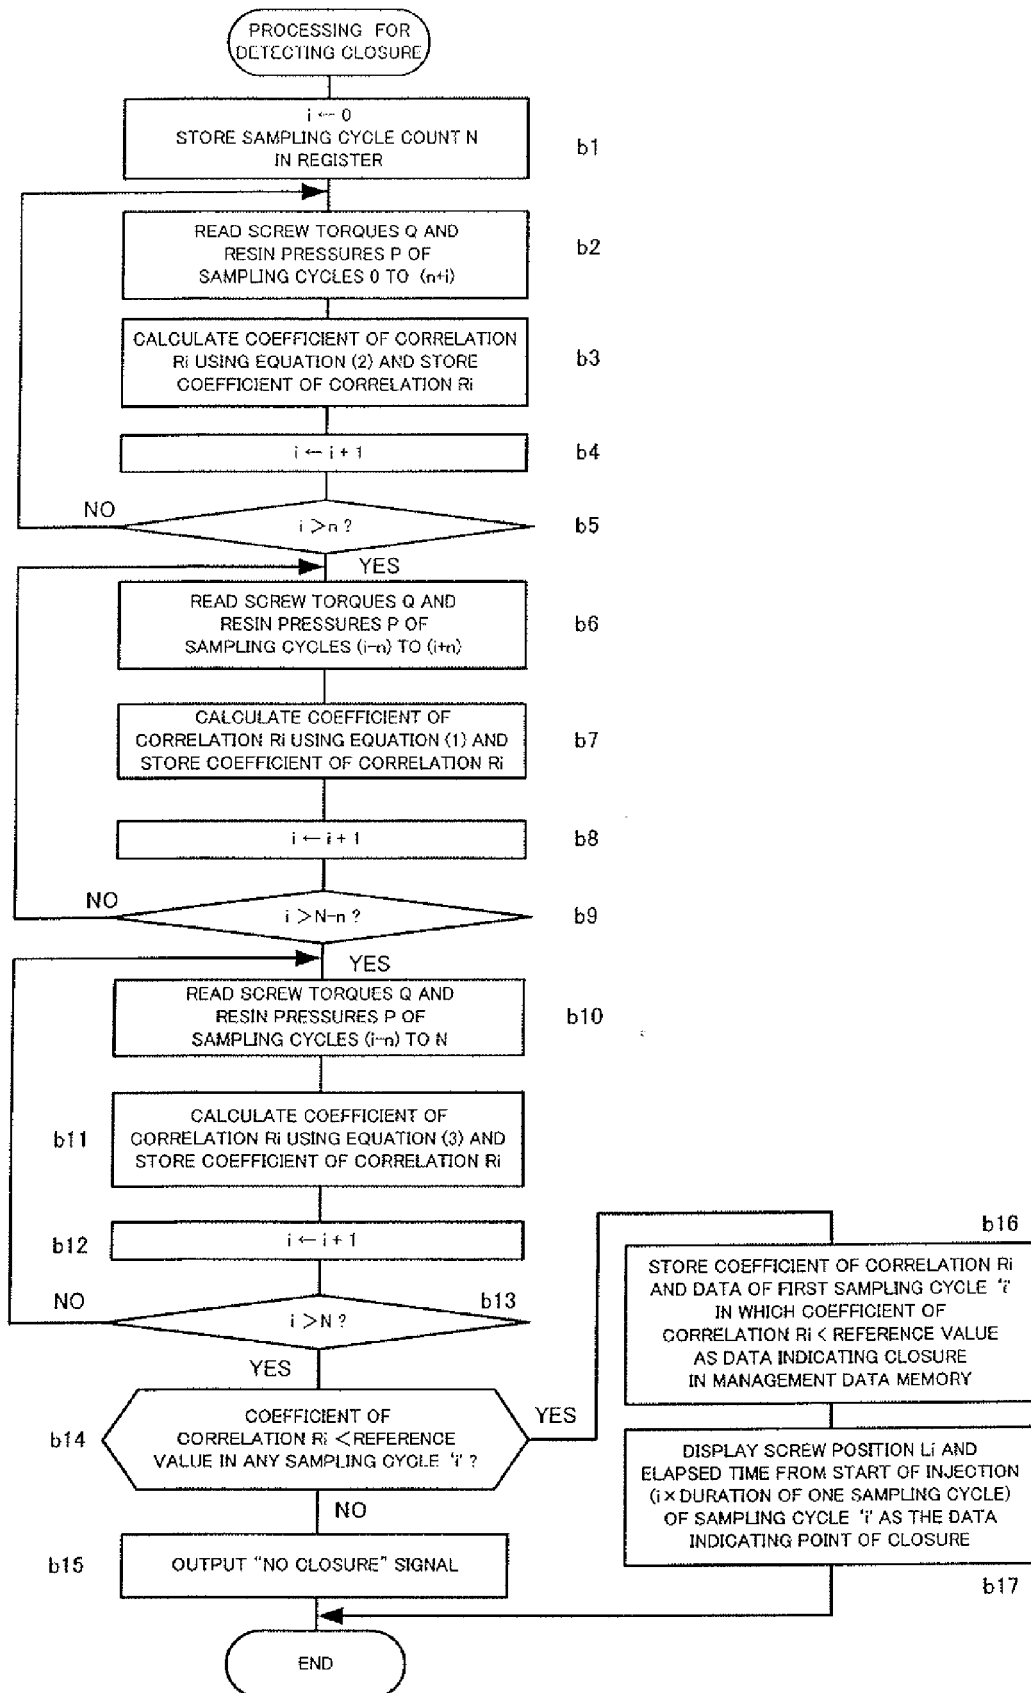 PROCESSING FOR
DETECTING CLOSURE
i ← 0
STORE SAMPLING CYCLE COUNT N
IN REGISTER
b1
READ SCREW TORQUES Q AND
RESIN PRESSURES P OF
SAMPLING CYCLES 0 TO (n+i)
b2
CALCULATE COEFFICIENT OF CORRELATION
Ri USING EQUATION (2) AND STORE
COEFFICIENT OF CORRELATION Ri
b3
i ← i + 1
b4
NO
i > n ?
b5
YES
READ SCREW TORQUES Q AND
RESIN PRESSURES P OF
SAMPLING CYCLES (i-n) TO (i+n)
b6
CALCULATE COEFFICIENT OF
CORRELATION Ri USING EQUATION (1) AND
STORE COEFFICIENT OF CORRELATION Ri
b7
i ← i + 1
b8
NO
i > N-n ?
b9
YES
READ SCREW TORQUES Q AND
RESIN PRESSURES P OF
SAMPLING CYCLES (i-n) TO N
b10
CALCULATE COEFFICIENT OF
CORRELATION Ri USING EQUATION (3) AND
STORE COEFFICIENT OF CORRELATION Ri
b11
i ← i + 1
b12
NO
i > N ?
b13
YES
COEFFICIENT OF
CORRELATION Ri < REFERENCE
VALUE IN ANY SAMPLING CYCLE 'i' ?
b14
YES
NO
OUTPUT "NO CLOSURE" SIGNAL
b15
b16
STORE COEFFICIENT OF CORRELATION Ri
AND DATA OF FIRST SAMPLING CYCLE 'i'
IN WHICH COEFFICIENT OF
CORRELATION Ri < REFERENCE VALUE
AS DATA INDICATING CLOSURE
IN MANAGEMENT DATA MEMORY
DISPLAY SCREW POSITION Li AND
ELAPSED TIME FROM START OF INJECTION
(i × DURATION OF ONE SAMPLING CYCLE)
OF SAMPLING CYCLE 'i' AS THE DATA
INDICATING POINT OF CLOSURE
b17
END